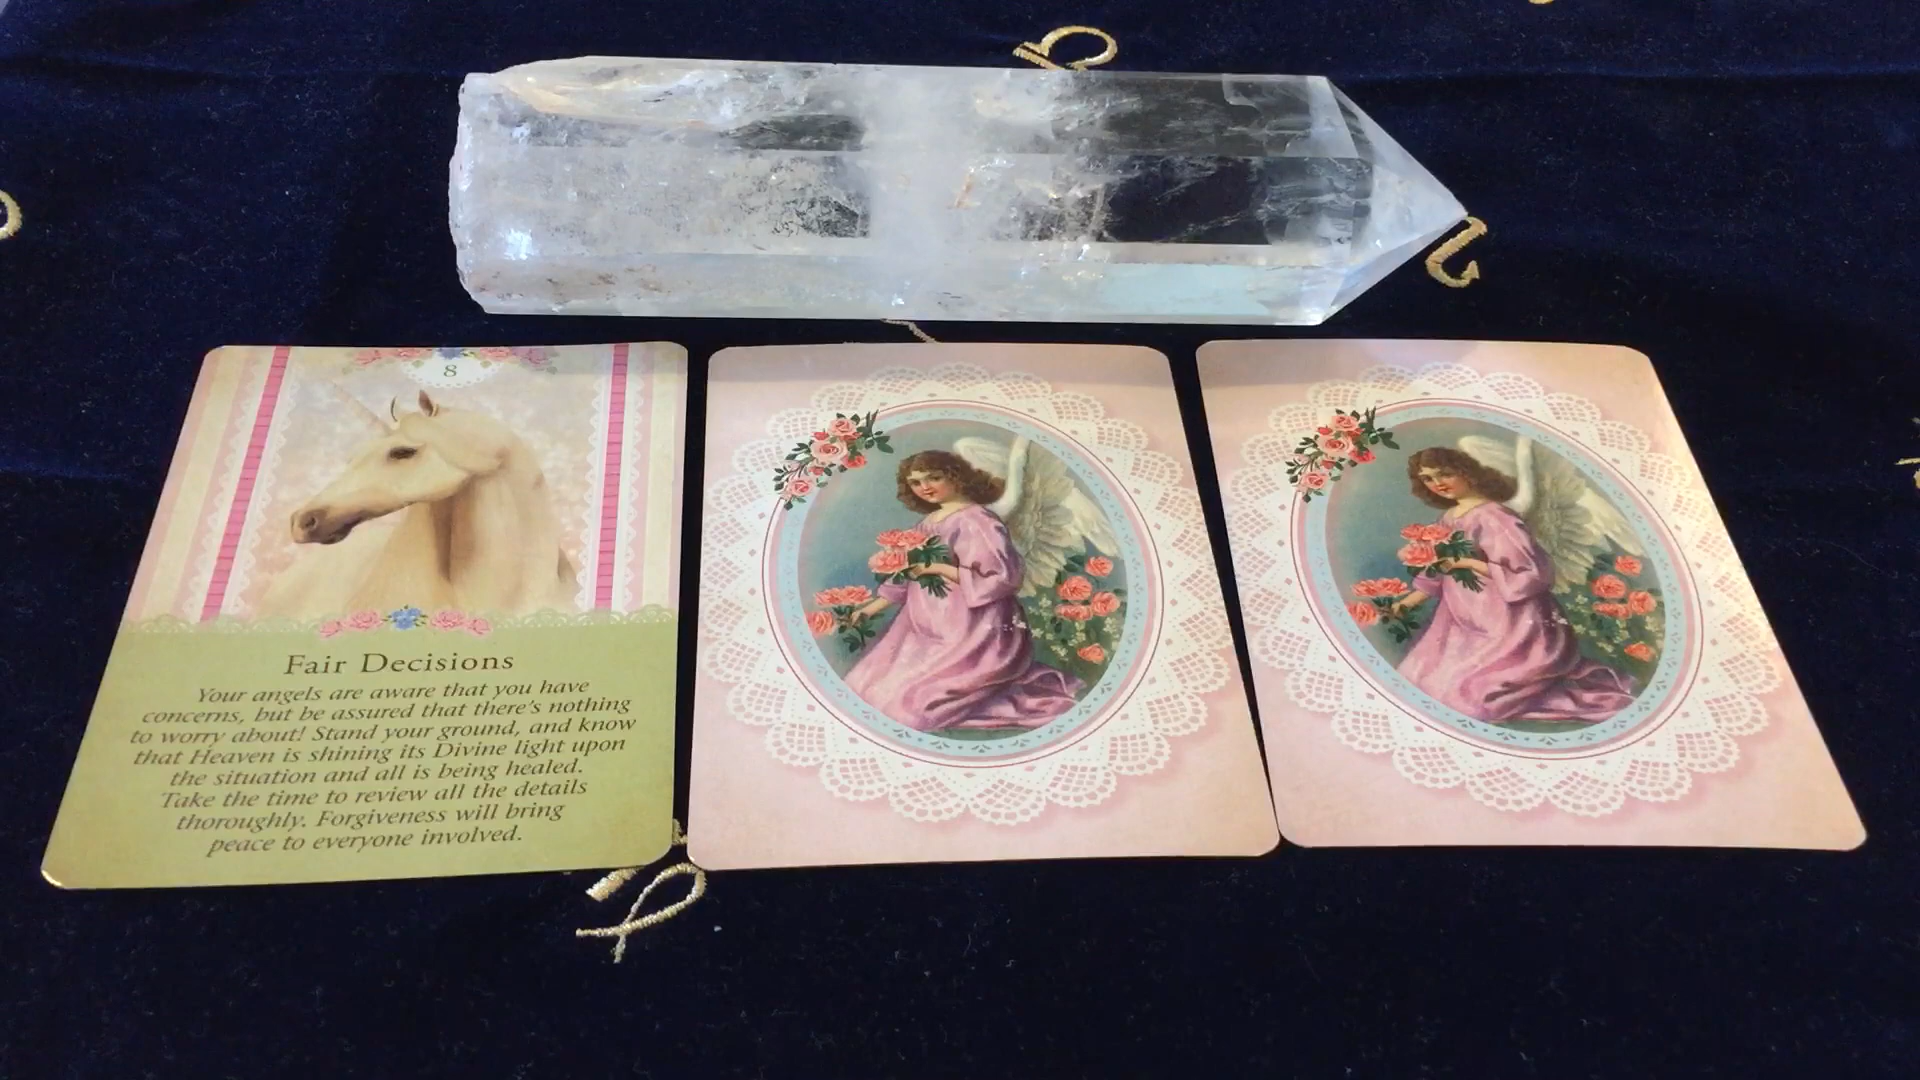 8
Fair Decisions
Your angels are aware that you have
concerns, but be assured that there's nothing
to worry about! Stand your ground, and know
that Heaven is shining its Divine light upon
the situation and all is being healed.
Take the time to review all the details
thoroughly. Forgiveness will bring
peace to everyone involved.